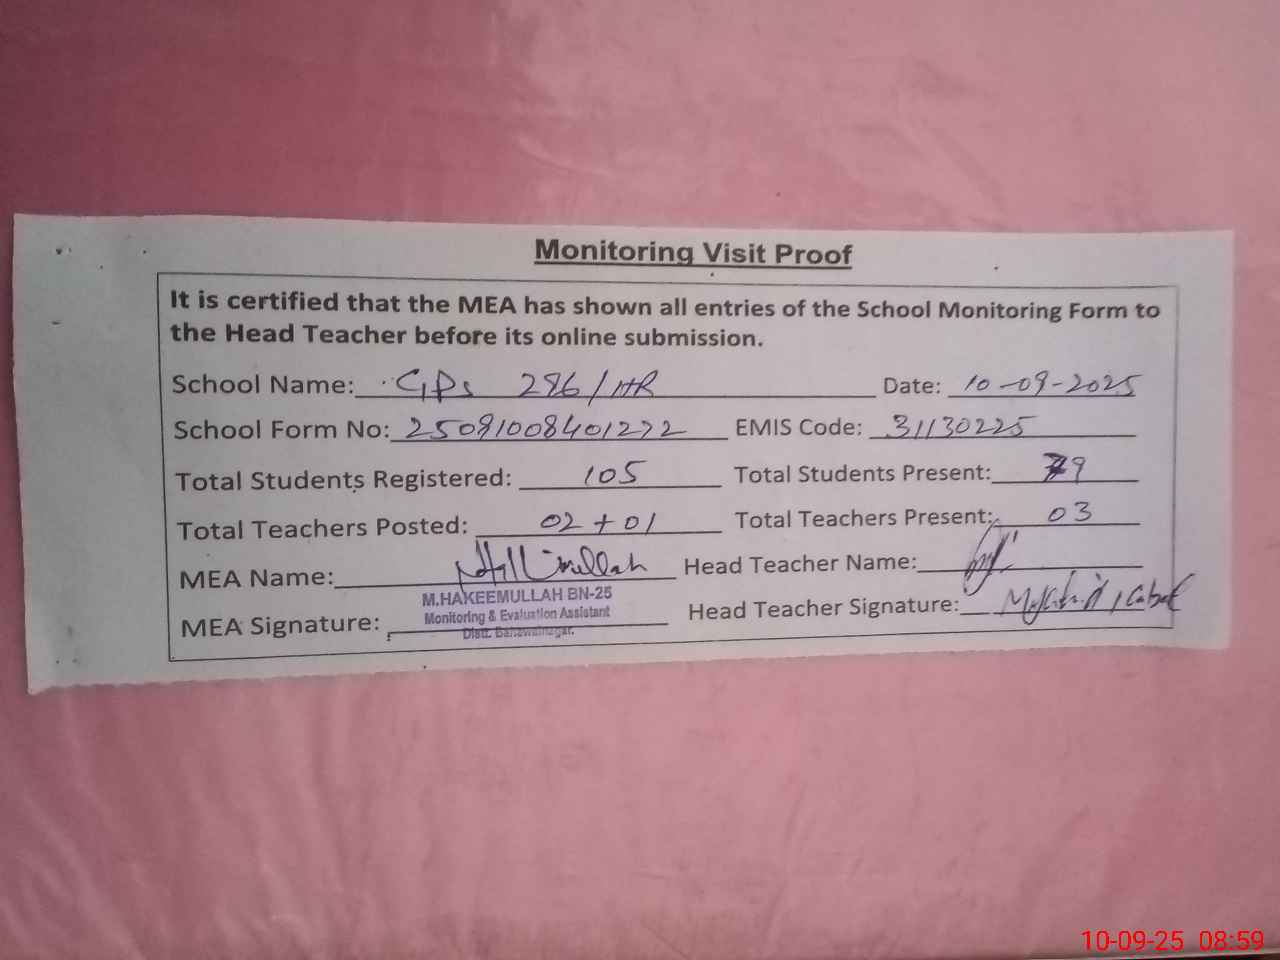 Monitoring Visit Proof
It is certified that the MEA has shown all entries of the School Monitoring Form to
the Head Teacher before its online submission.
School Name: GPS 286/HR Date: 10-09-2025
School Form No: 25091008401272 EMIS Code: 31130225
Total Students Registered: 105 Total Students Present: 79
Total Teachers Posted: 02+01 Total Teachers Present: 03
MEA Name: Head Teacher Name:
M.HAKEEMULLAH BN-25
Monitoring & Evaluation Assistant
Distt. Bahawalnagar.
MEA Signature: Head Teacher Signature:
10-09-25 08:59